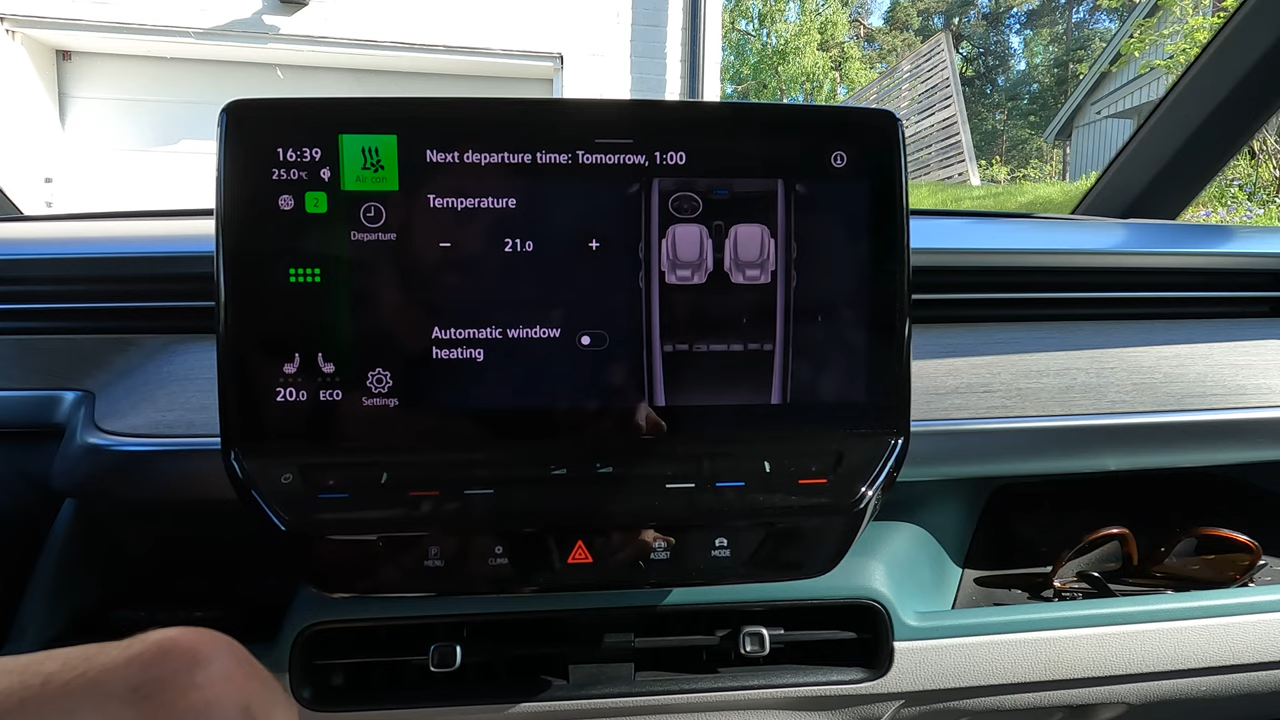 16:39
25.0°C
2
Air con
Departure
Next departure time: Tomorrow, 1:00
Temperature
− 21.0 +
Automatic window
heating
20.0 ECO
Settings
P
MENU
CLIMA
ASSIST
MODE